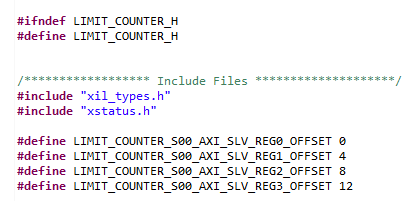 #ifndef LIMIT_COUNTER_H
#define LIMIT_COUNTER_H
/****************** Include Files ********************/
#include "xil_types.h"
#include "xstatus.h"
#define LIMIT_COUNTER_S00_AXI_SLV_REG0_OFFSET 0
#define LIMIT_COUNTER_S00_AXI_SLV_REG1_OFFSET 4
#define LIMIT_COUNTER_S00_AXI_SLV_REG2_OFFSET 8
#define LIMIT_COUNTER_S00_AXI_SLV_REG3_OFFSET 12